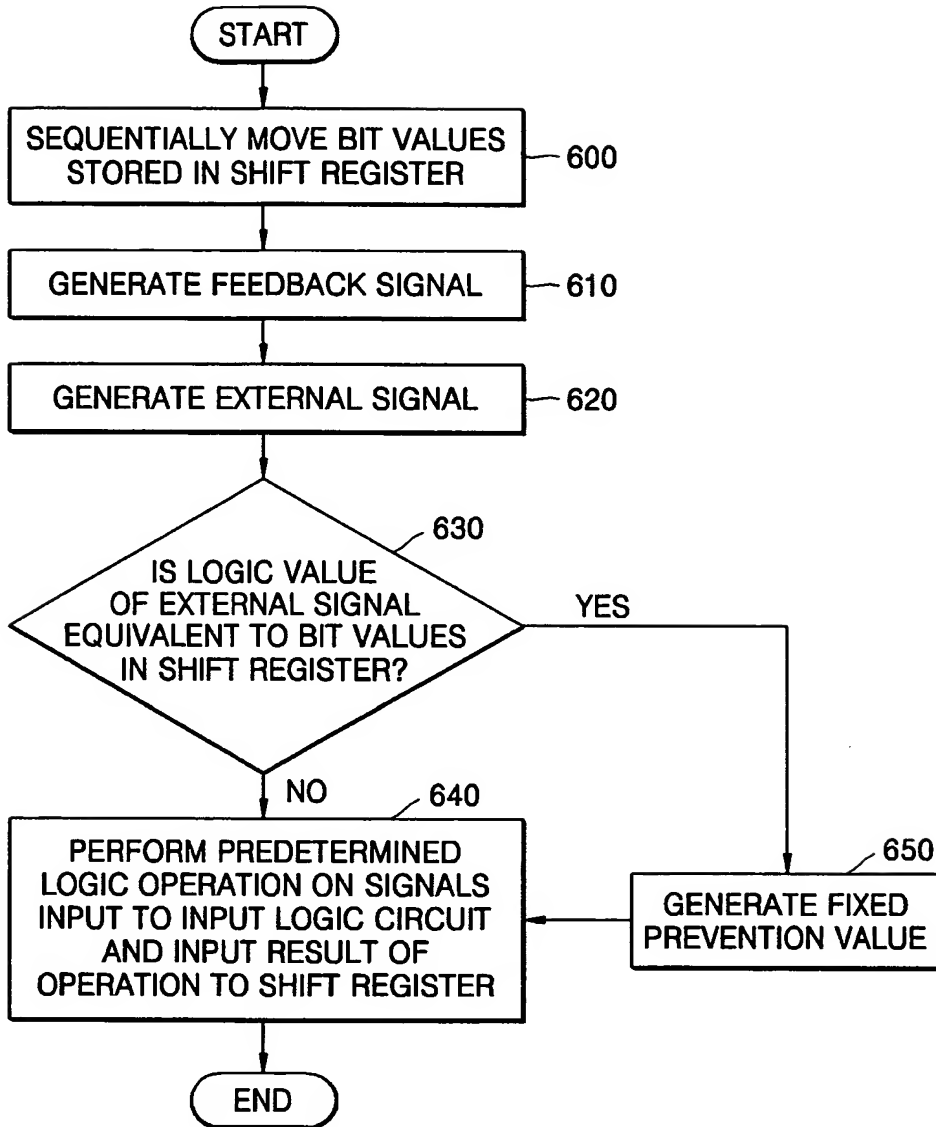 START
SEQUENTIALLY MOVE BIT VALUES
STORED IN SHIFT REGISTER
600
GENERATE FEEDBACK SIGNAL
610
GENERATE EXTERNAL SIGNAL
620
630
IS LOGIC VALUE
OF EXTERNAL SIGNAL
EQUIVALENT TO BIT VALUES
IN SHIFT REGISTER?
YES
NO
640
PERFORM PREDETERMINED
LOGIC OPERATION ON SIGNALS
INPUT TO INPUT LOGIC CIRCUIT
AND INPUT RESULT OF
OPERATION TO SHIFT REGISTER
650
GENERATE FIXED
PREVENTION VALUE
END